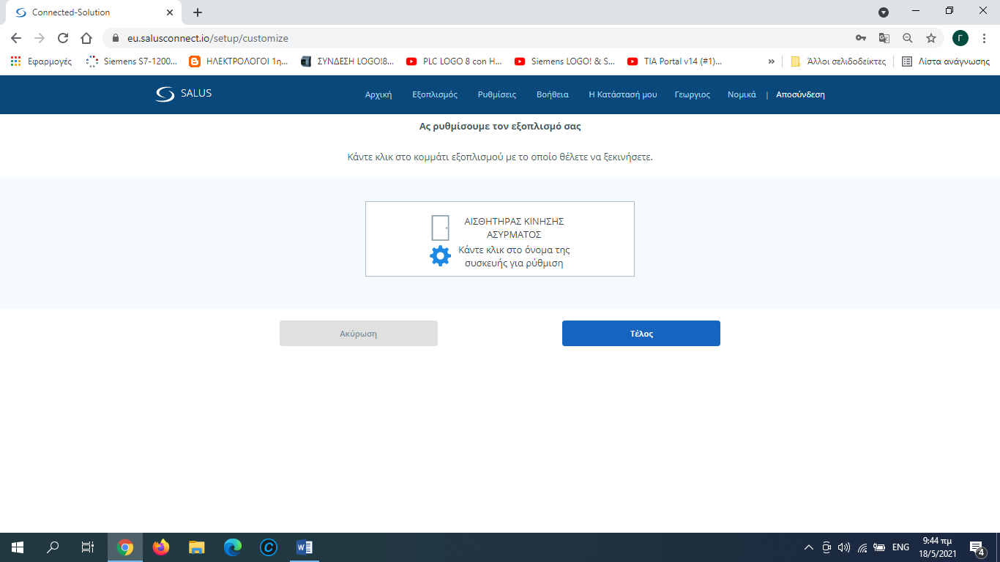 Connected-Solution
eu.salusconnect.io/setup/customize
Γ
Εφαρμογές
Siemens S7-1200...
ΗΛΕΚΤΡΟΛΟΓΟΙ 1η...
ΣΥΝΔΕΣΗ LOGO!8...
PLC LOGO 8 con H...
Siemens LOGO! & S...
TIA Portal v14 (#1)...
»
Άλλοι σελιδοδείκτες
Λίστα ανάγνωσης
SALUS
Αρχική
Εξοπλισμός
Ρυθμίσεις
Βοήθεια
Η Κατάστασή μου
Γεωργιος
Νομικά
|
Αποσύνδεση
Ας ρυθμίσουμε τον εξοπλισμό σας
Κάντε κλικ στο κομμάτι εξοπλισμού με το οποίο θέλετε να ξεκινήσετε.
ΑΙΣΘΗΤΗΡΑΣ ΚΙΝΗΣΗΣ
ΑΣΥΡΜΑΤΟΣ
Κάντε κλικ στο όνομα της
συσκευής για ρύθμιση
Ακύρωση
Τέλος
ENG
9:44 πμ
18/5/2021
4